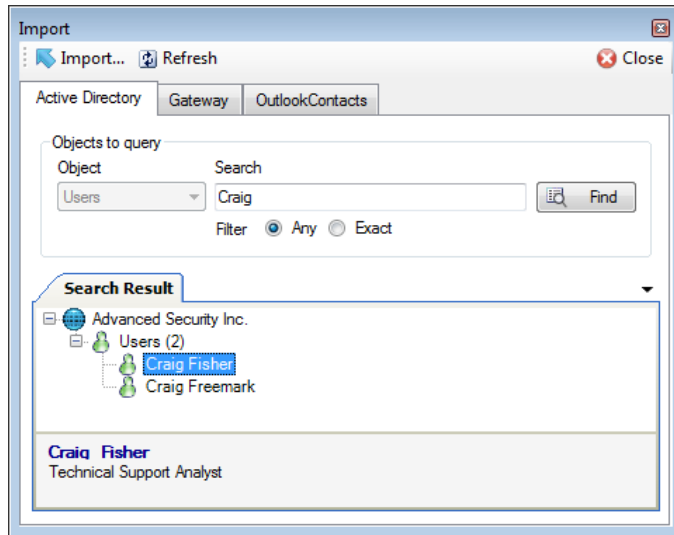 Import
Import... Refresh Close
Active Directory Gateway OutlookContacts
Objects to query
Object Search
Users Craig Find
Filter Any Exact
Search Result
Advanced Security Inc.
Users (2)
Craig Fisher
Craig Freemark
Craig Fisher
Technical Support Analyst